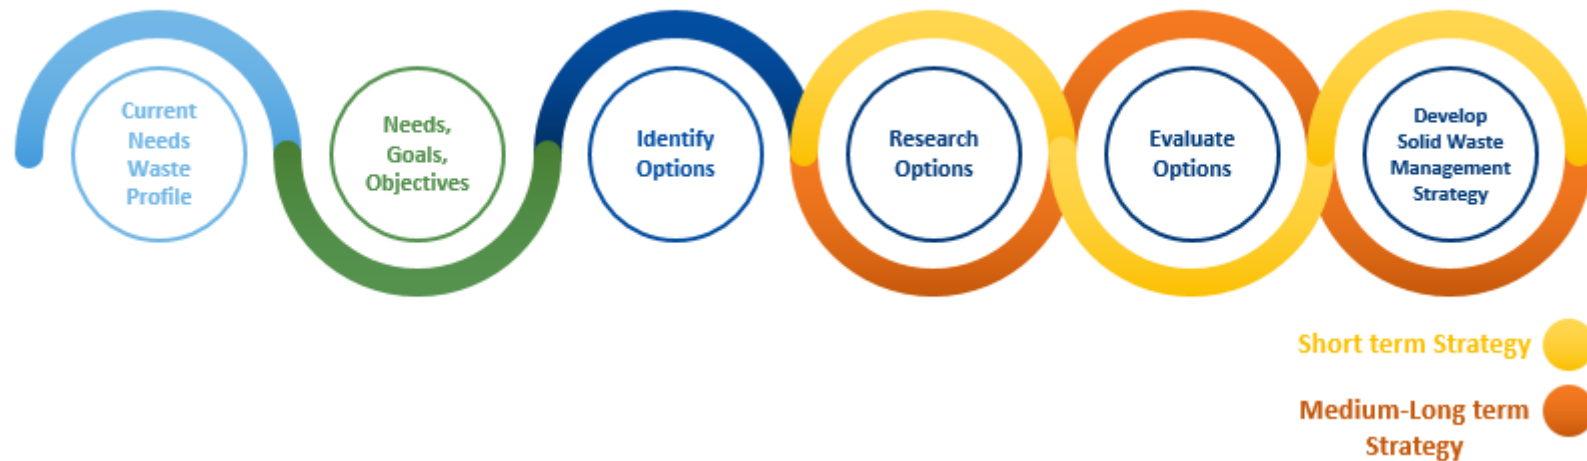 Current
Needs
Waste
Profile
Needs,
Goals,
Objectives
Identify
Options
Research
Options
Evaluate
Options
Develop
Solid Waste
Management
Strategy
Short term Strategy
Medium-Long term
Strategy